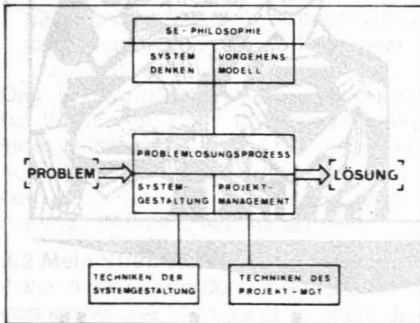 SE - PHILOSOPHIE
SYSTEM DENKEN
VORGEHENS MODELL
PROBLEMLÖSUNGSPROZESS
PROBLEM
LÖSUNG
SYSTEM-
GESTALTUNG
PROJEKT-
MANAGEMENT
TECHNIKEN DER
SYSTEMGESTALTUNG
TECHNIKEN DES
PROJEKT - MGT